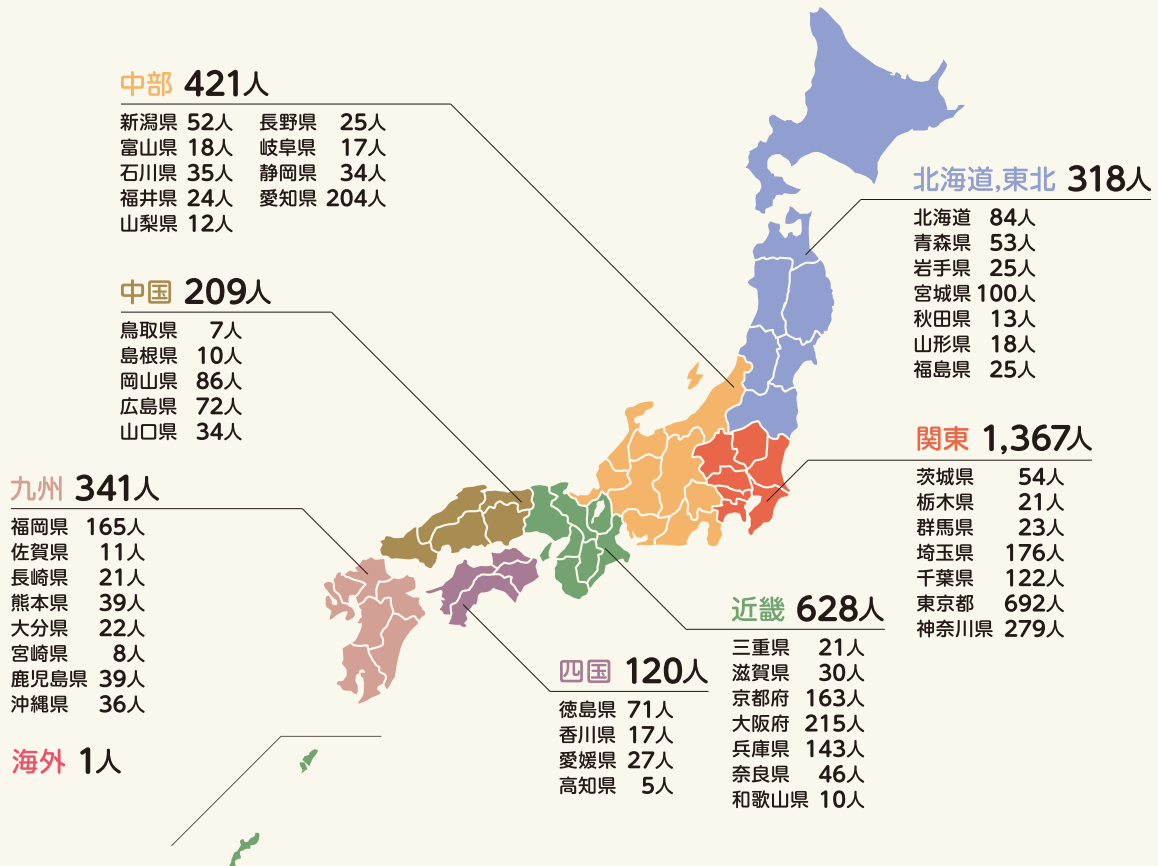 中部 421人
新潟県 52人 長野県 25人
富山県 18人 岐阜県 17人
石川県 35人 静岡県 34人
福井県 24人 愛知県 204人
山梨県 12人
北海道,東北 318人
北海道 84人
青森県 53人
岩手県 25人
宮城県 100人
秋田県 13人
山形県 18人
福島県 25人
中国 209人
鳥取県 7人
島根県 10人
岡山県 86人
広島県 72人
山口県 34人
関東 1,367人
茨城県 54人
栃木県 21人
群馬県 23人
埼玉県 176人
千葉県 122人
東京都 692人
神奈川県 279人
九州 341人
福岡県 165人
佐賀県 11人
長崎県 21人
熊本県 39人
大分県 22人
宮崎県 8人
鹿児島県 39人
沖縄県 36人
近畿 628人
三重県 21人
滋賀県 30人
京都府 163人
大阪府 215人
兵庫県 143人
奈良県 46人
和歌山県 10人
四国 120人
徳島県 71人
香川県 17人
愛媛県 27人
高知県 5人
海外 1人